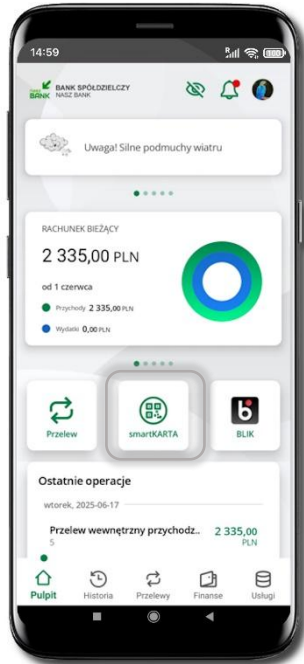 14:59
BANK SPÓŁDZIELCZY
NASZ BANK
BANK
Uwaga! Silne podmuchy wiatru
RACHUNEK BIEŻĄCY
2 335,00 PLN
od 1 czerwca
Przychody 2 335,00 PLN
Wydatki 0,00 PLN
Przelew
smartKARTA
BLIK
Ostatnie operacje
wtorek, 2025-06-17
Przelew wewnętrzny przychodz.. 2 335,00
5 PLN
Pulpit Historia Przelewy Finanse Usługi